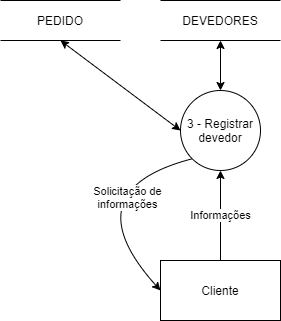 PEDIDO
DEVEDORES
3 - Registrar
devedor
Solicitação de
informações
Informações
Cliente